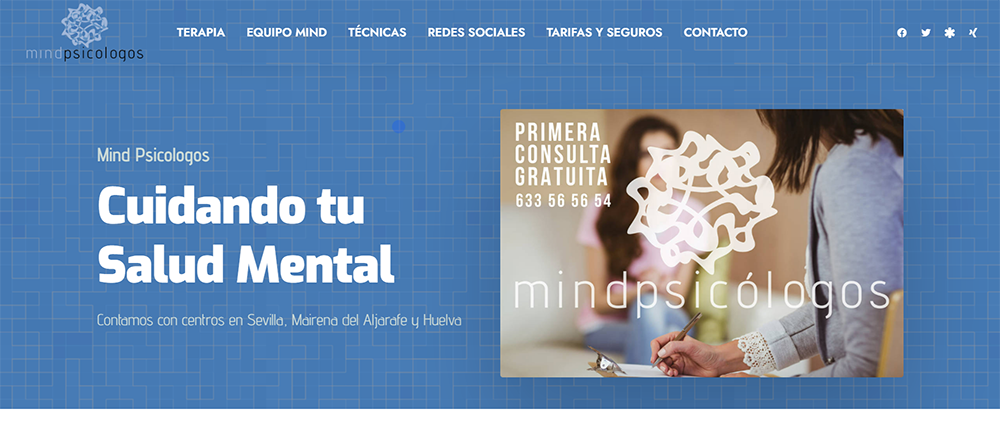 mindpsicologos
TERAPIA EQUIPO MIND TÉCNICAS REDES SOCIALES TARIFAS Y SEGUROS CONTACTO
Mind Psicologos
Cuidando tu
Salud Mental
Contamos con centros en Sevilla, Mairena del Aljarafe y Huelva
PRIMERA
CONSULTA
GRATUITA
633 56 56 54
mindpsicólogos